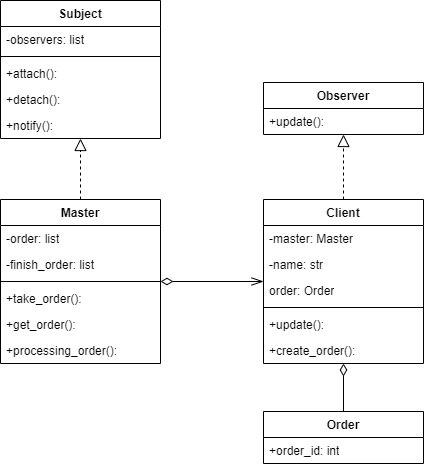 Subject
-observers: list
+attach():
+detach():
+notify():
Observer
+update():
Master
-order: list
-finish_order: list
+take_order():
+get_order():
+processing_order():
Client
-master: Master
-name: str
order: Order
+update():
+create_order():
Order
+order_id: int